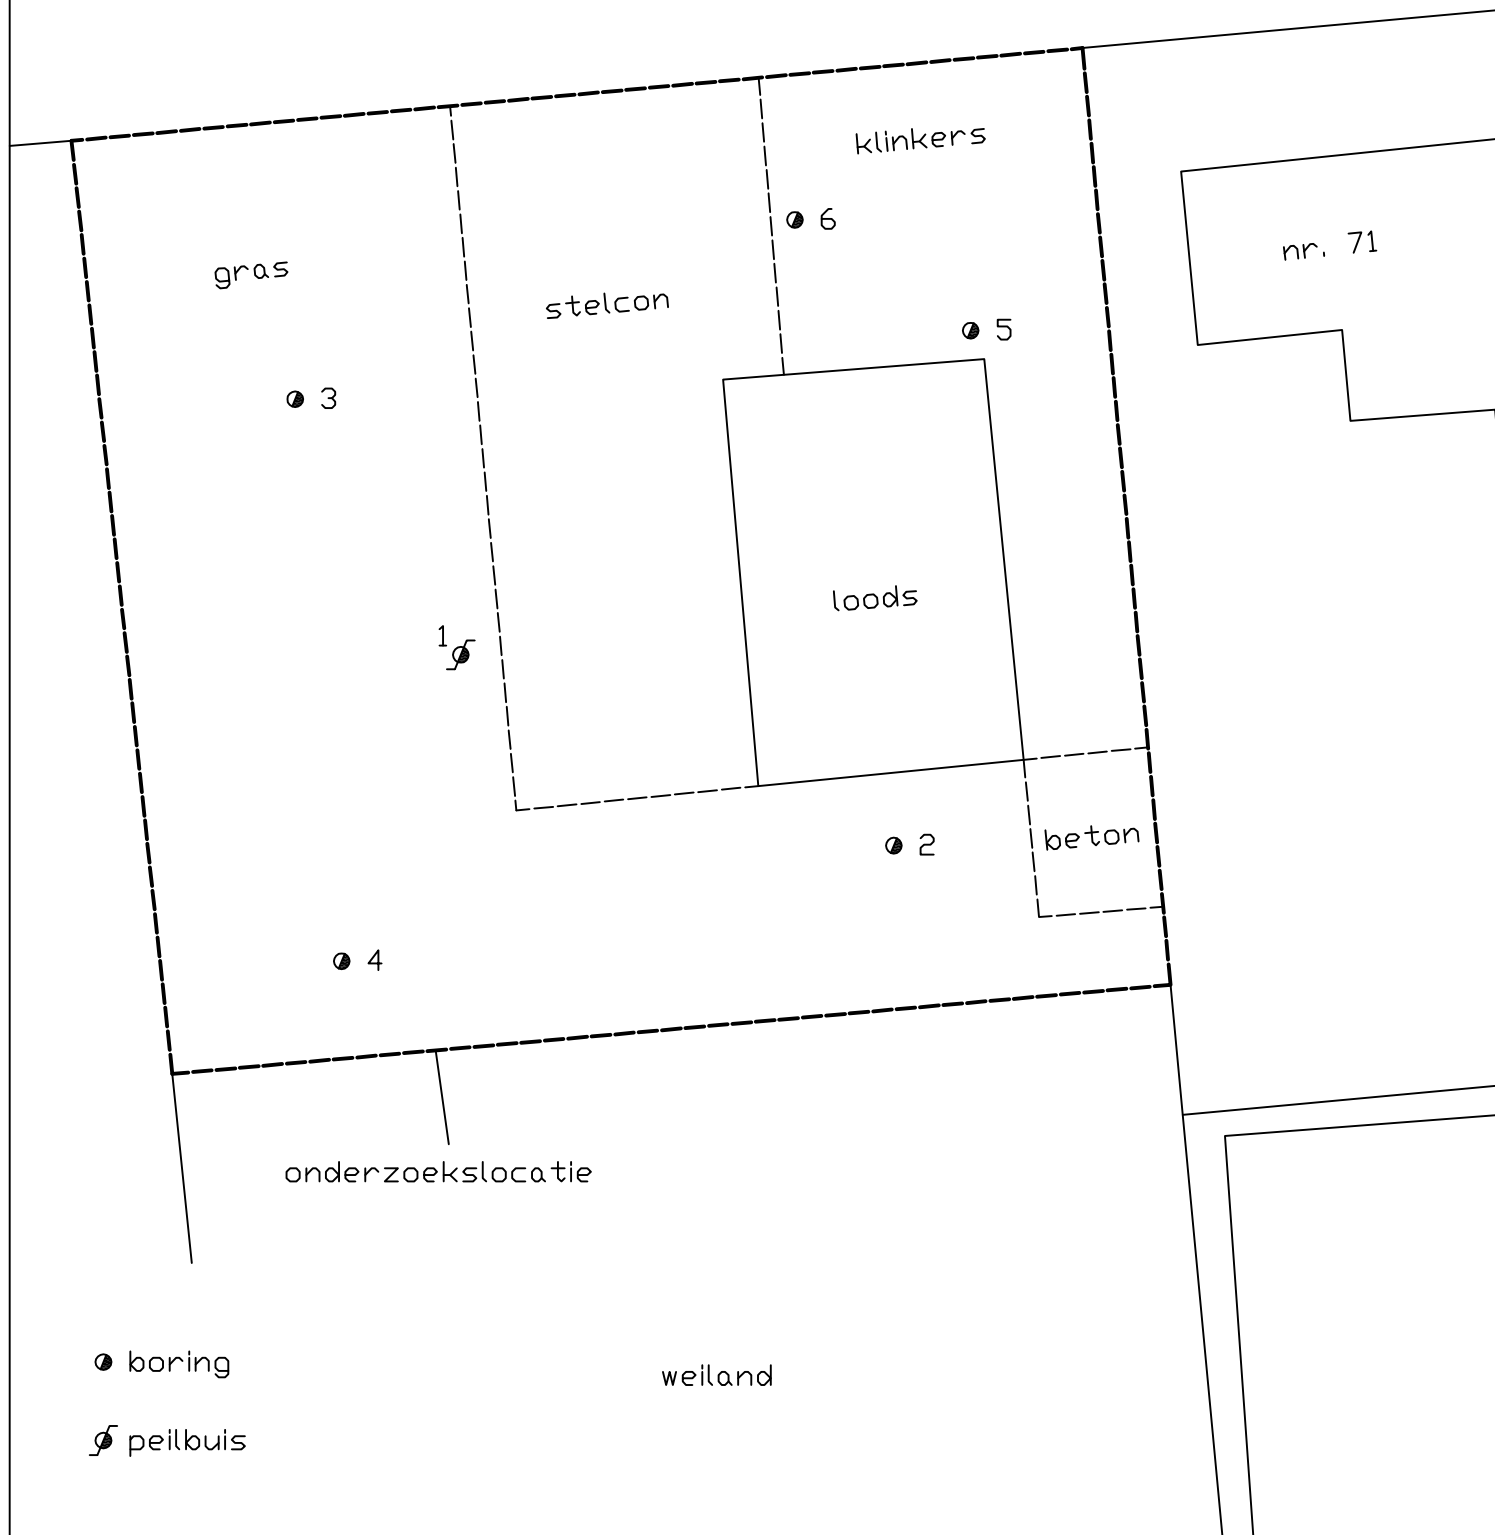 klinkers
6
nr. 71
gras
stelcon
5
3
loods
1
beton
2
4
onderzoekslocatie
boring
weiland
peilbuis